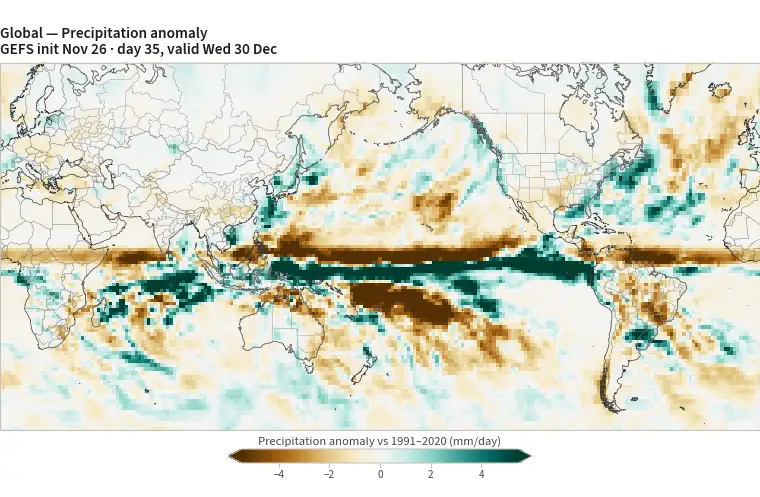 Global — Precipitation anomaly
GEFS init Nov 26 · day 35, valid Wed 30 Dec
Precipitation anomaly vs 1991–2020 (mm/day)
−4 −2 0 2 4